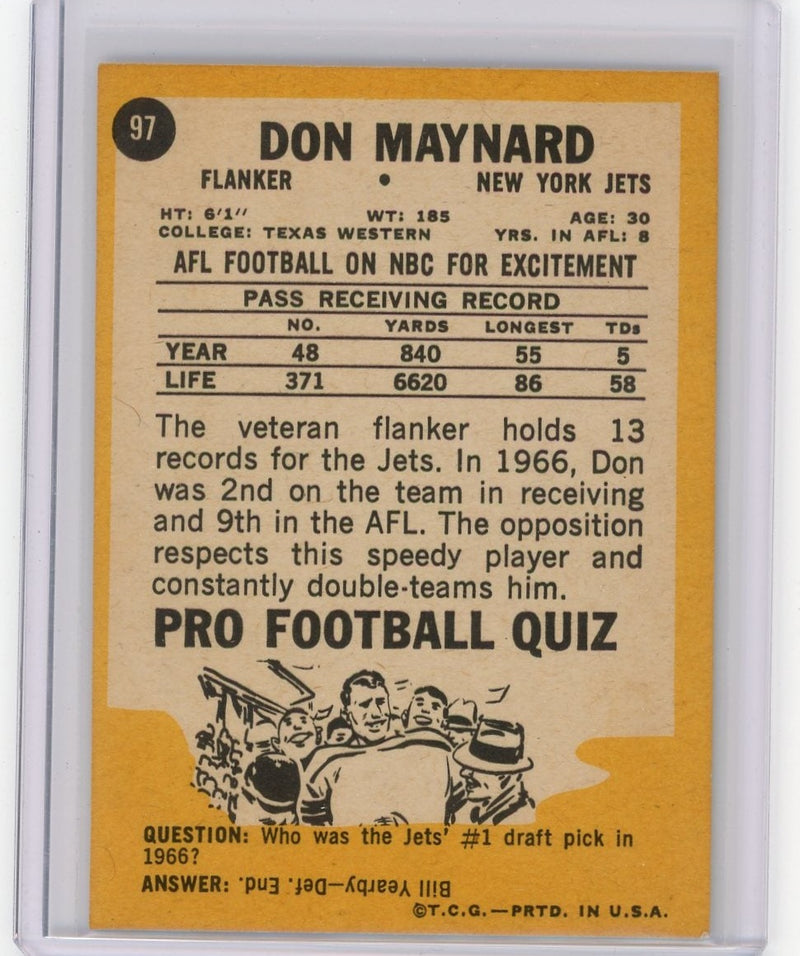 97
DON MAYNARD
FLANKER • NEW YORK JETS
HT: 6'1" WT: 185 AGE: 30
COLLEGE: TEXAS WESTERN YRS. IN AFL: 8
AFL FOOTBALL ON NBC FOR EXCITEMENT
PASS RECEIVING RECORD
NO. YARDS LONGEST TDs
YEAR 48 840 55 5
LIFE 371 6620 86 58
The veteran flanker holds 13
records for the Jets. In 1966, Don
was 2nd on the team in receiving
and 9th in the AFL. The opposition
respects this speedy player and
constantly double-teams him.
PRO FOOTBALL QUIZ
QUESTION: Who was the Jets' #1 draft pick in
1966?
ANSWER: Bill Yearby—Def. End.
©T.C.G.—PRTD. IN U.S.A.